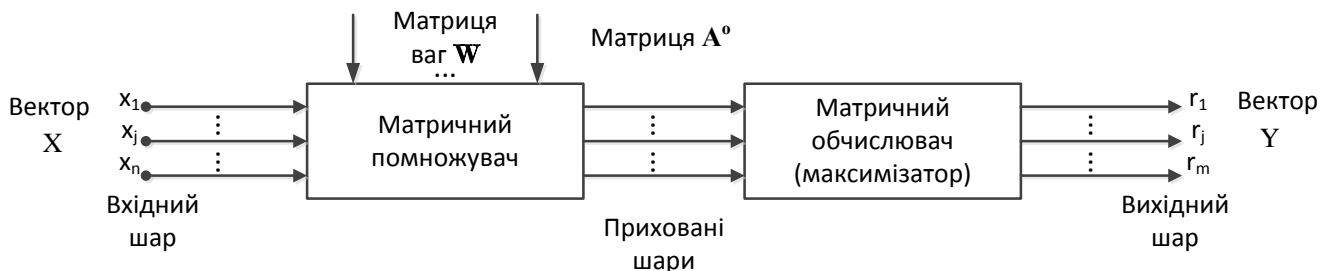 Матриця
ваг W
...
Матриця Aº
Вектор
X
x₁
xⱼ
xₙ
Вхідний
шар
Матричний
помножувач
Приховані
шари
Матричний
обчислювач
(максимізатор)
r₁
rⱼ
rₘ
Вектор
Y
Вихідний
шар